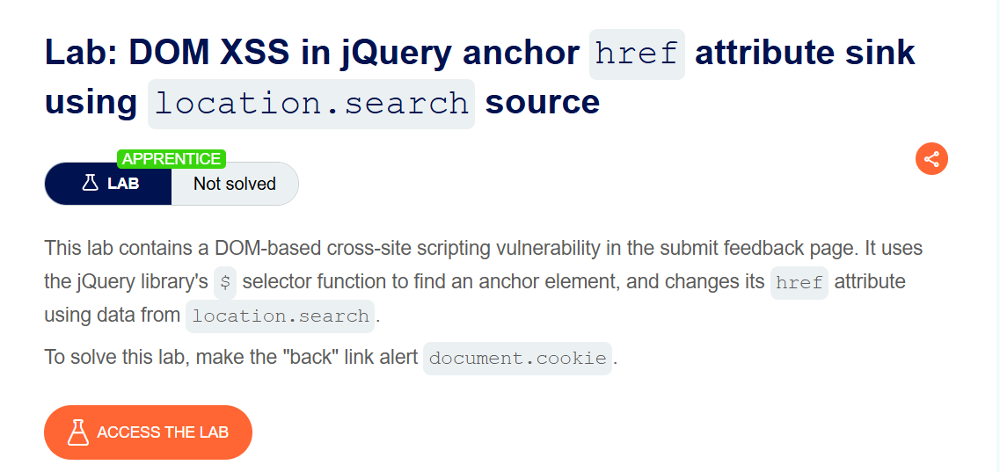 Lab: DOM XSS in jQuery anchor href attribute sink
using location.search source
APPRENTICE
LAB Not solved
This lab contains a DOM-based cross-site scripting vulnerability in the submit feedback page. It uses
the jQuery library's $ selector function to find an anchor element, and changes its href attribute
using data from location.search.
To solve this lab, make the "back" link alert document.cookie.
ACCESS THE LAB